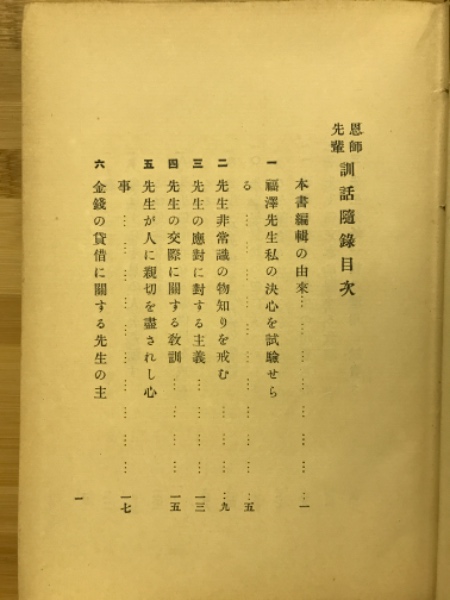 恩師先輩訓話隨錄目次
本書編輯の由來…………………一
一 福澤先生私の決心を試驗せら
る…………………五
二 先生非常識の物知りを戒む…………九
三 先生の應對に對する主義…………一三
四 先生の交際に關する敎訓…………一五
五 先生が人に親切を盡されし心
事…………………一七
六 金錢の貸借に關する先生の主
一